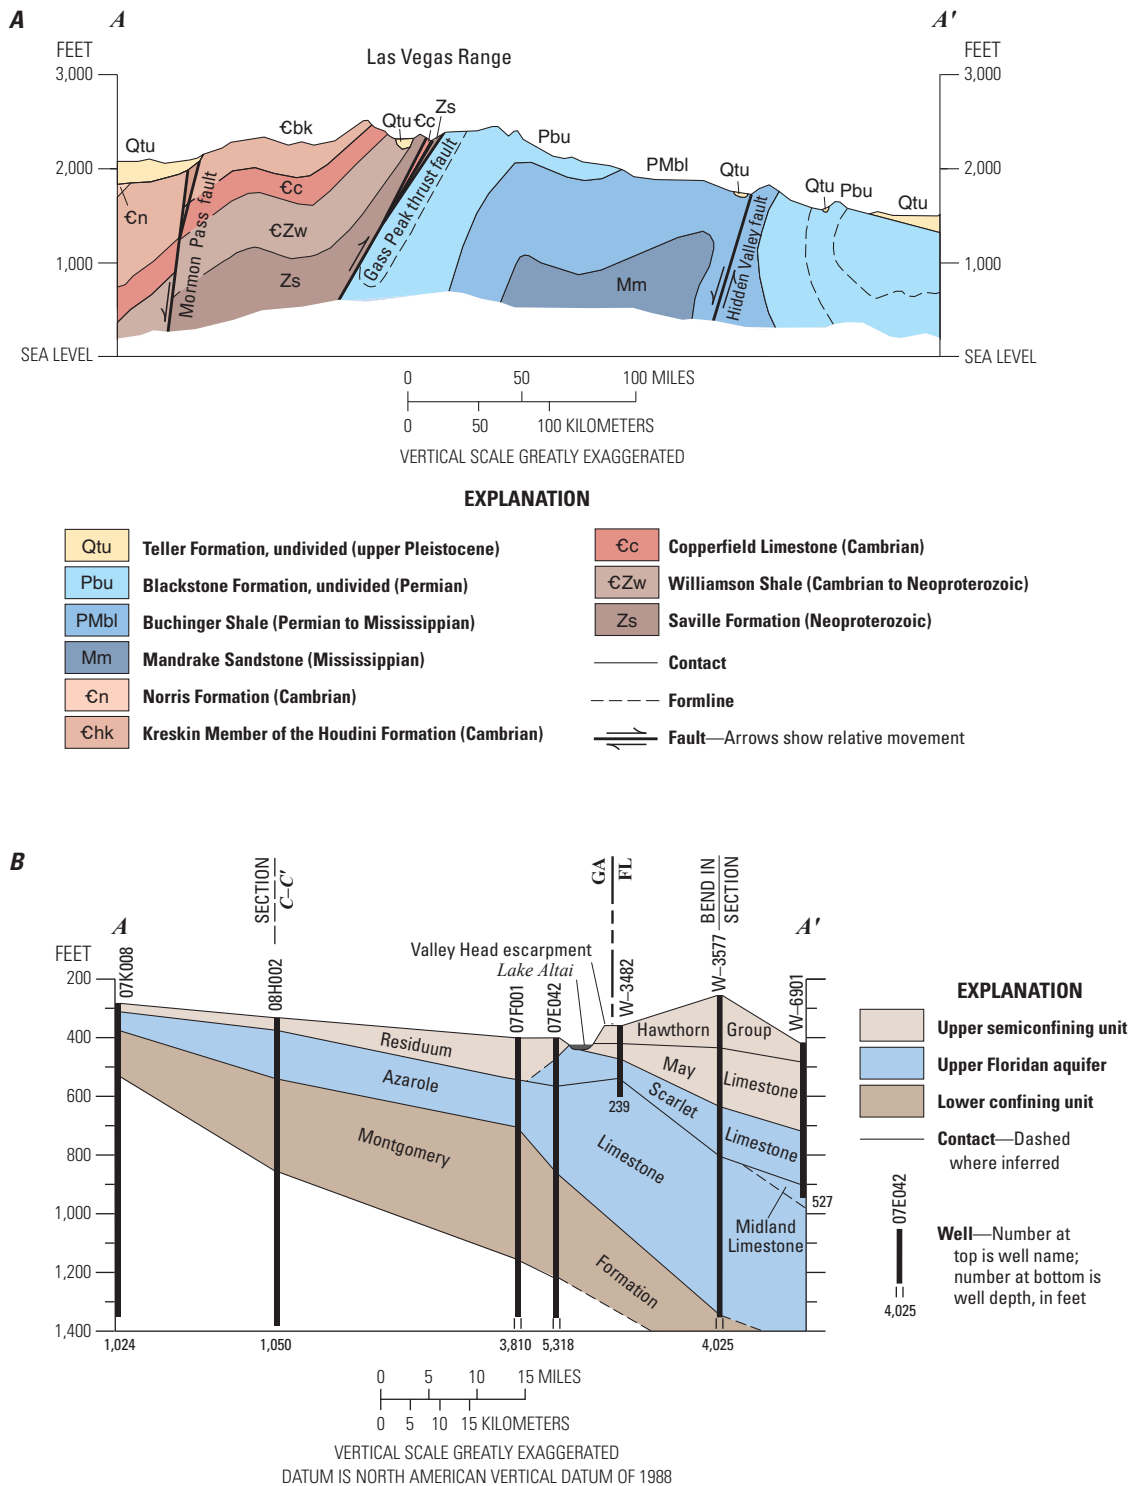 A
A
A'
FEET
FEET
Las Vegas Range
3,000
3,000
Zs
Qtu
Єc
Єbk
Qtu
Pbu
2,000
PMbl
Qtu
2,000
Qtu
Pbu
Qtu
Єc
Єn
Mormon Pass fault
ЄZw
Gass Peak thrust fault
Hidden Valley fault
1,000
1,000
Zs
Mm
SEA LEVEL
SEA LEVEL
0
50
100 MILES
0
50
100 KILOMETERS
VERTICAL SCALE GREATLY EXAGGERATED
EXPLANATION
Qtu
Teller Formation, undivided (upper Pleistocene)
Pbu
Blackstone Formation, undivided (Permian)
PMbl
Buchinger Shale (Permian to Mississippian)
Mm
Mandrake Sandstone (Mississippian)
Єn
Norris Formation (Cambrian)
Єhk
Kreskin Member of the Houdini Formation (Cambrian)
Єc
Copperfield Limestone (Cambrian)
ЄZw
Williamson Shale (Cambrian to Neoproterozoic)
Zs
Saville Formation (Neoproterozoic)
Contact
Formline
Fault—Arrows show relative movement
B
SECTION
C–C'
GA
FL
BEND IN
SECTION
A
A'
FEET
Valley Head escarpment
Lake Altai
07K008
08H002
07F001
07E042
W–3482
W–3577
W–6901
200
400
600
800
1,000
1,200
1,400
Residuum
Hawthorn
Group
Azarole
May
Limestone
Scarlet
Limestone
Montgomery
Limestone
Midland
Limestone
Formation
239
527
1,024
1,050
3,810
5,318
4,025
0
5
10
15 MILES
0
5
10
15 KILOMETERS
VERTICAL SCALE GREATLY EXAGGERATED
DATUM IS NORTH AMERICAN VERTICAL DATUM OF 1988
EXPLANATION
Upper semiconfining unit
Upper Floridan aquifer
Lower confining unit
Contact—Dashed
where inferred
07E042
4,025
Well—Number at
top is well name;
number at bottom is
well depth, in feet